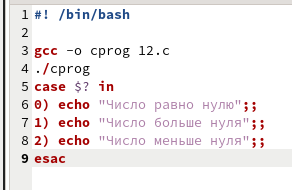 1 #! /bin/bash
2
3 gcc -o cprog 12.c
4 ./cprog
5 case $? in
6 0) echo "Число равно нулю";;
7 1) echo "Число больше нуля";;
8 2) echo "Число меньше нуля";;
9 esac